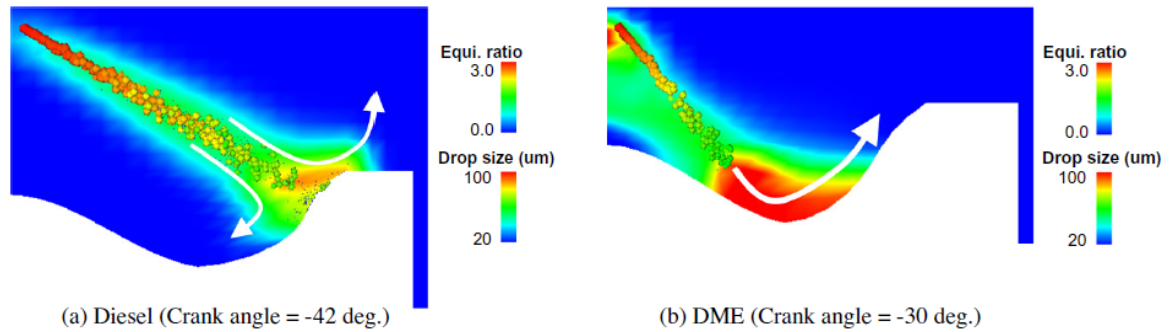 Equi. ratio
3.0
0.0
Drop size (um)
100
20
(a) Diesel (Crank angle = -42 deg.)
Equi. ratio
3.0
0.0
Drop size (um)
100
20
(b) DME (Crank angle = -30 deg.)